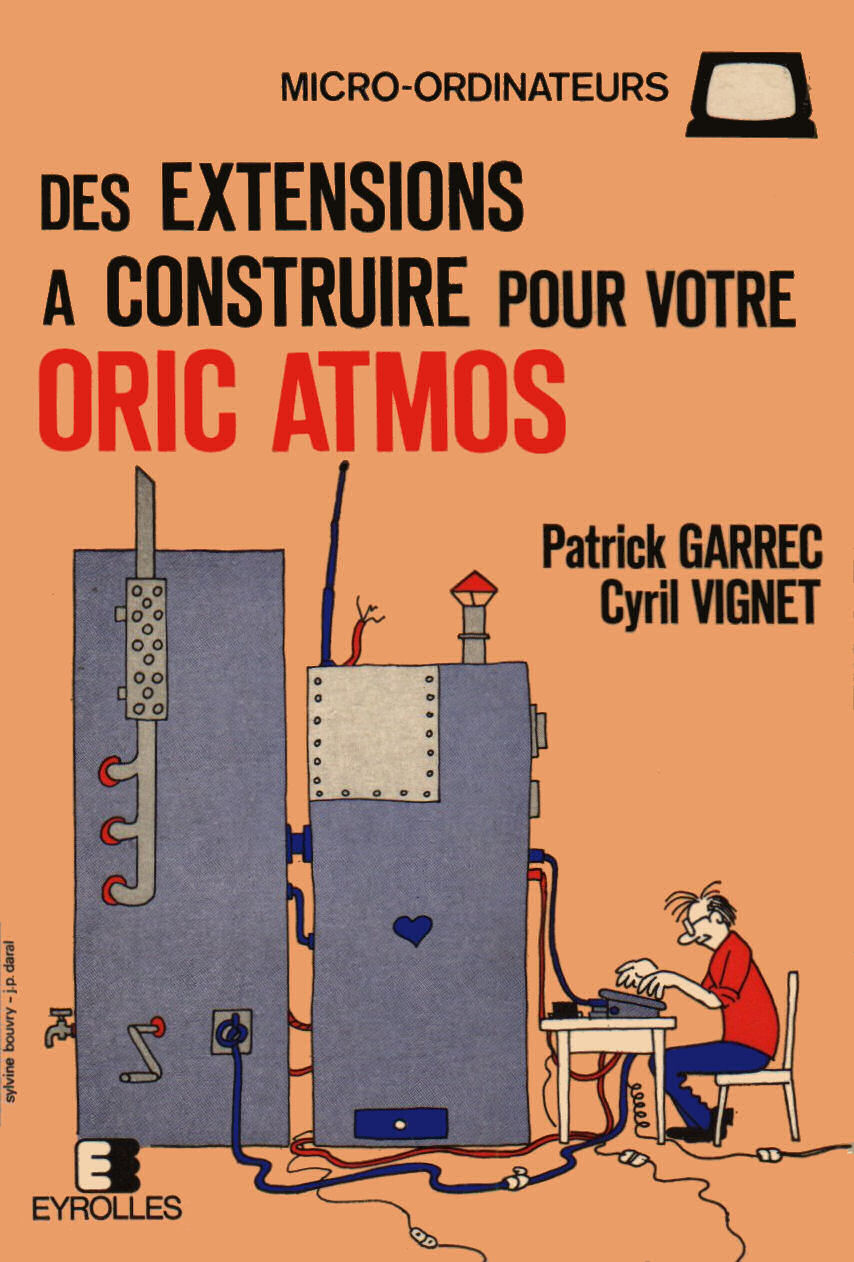 MICRO-ORDINATEURS
DES EXTENSIONS
A CONSTRUIRE POUR VOTRE
ORIC ATMOS
Patrick GARREC
Cyril VIGNET
sylvine bouvry - j.p. daral
E
EYROLLES